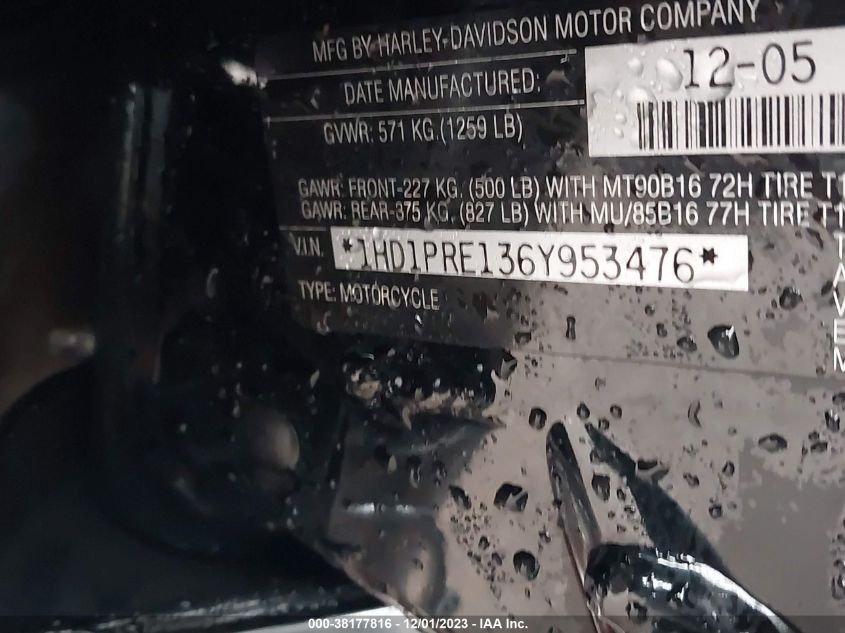 MFG BY HARLEY-DAVIDSON MOTOR COMPANY
DATE MANUFACTURED: 12-05
GVWR: 571 KG.(1259 LB)
GAWR: FRONT-227 KG. (500 LB) WITH MT90B16 72H TIRE T1
GAWR: REAR-375 KG. (827 LB) WITH MU/85B16 77H TIRE T1
V.I.N. *1HD1PRE136Y953476*
TYPE: MOTORCYCLE
T
A
V
E
M
000-38177816 - 12/01/2023 - IAA Inc.